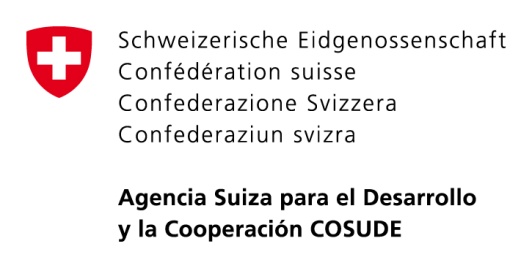 Schweizerische Eidgenossenschaft
Confédération suisse
Confederazione Svizzera
Confederaziun svizra
Agencia Suiza para el Desarrollo
y la Cooperación COSUDE